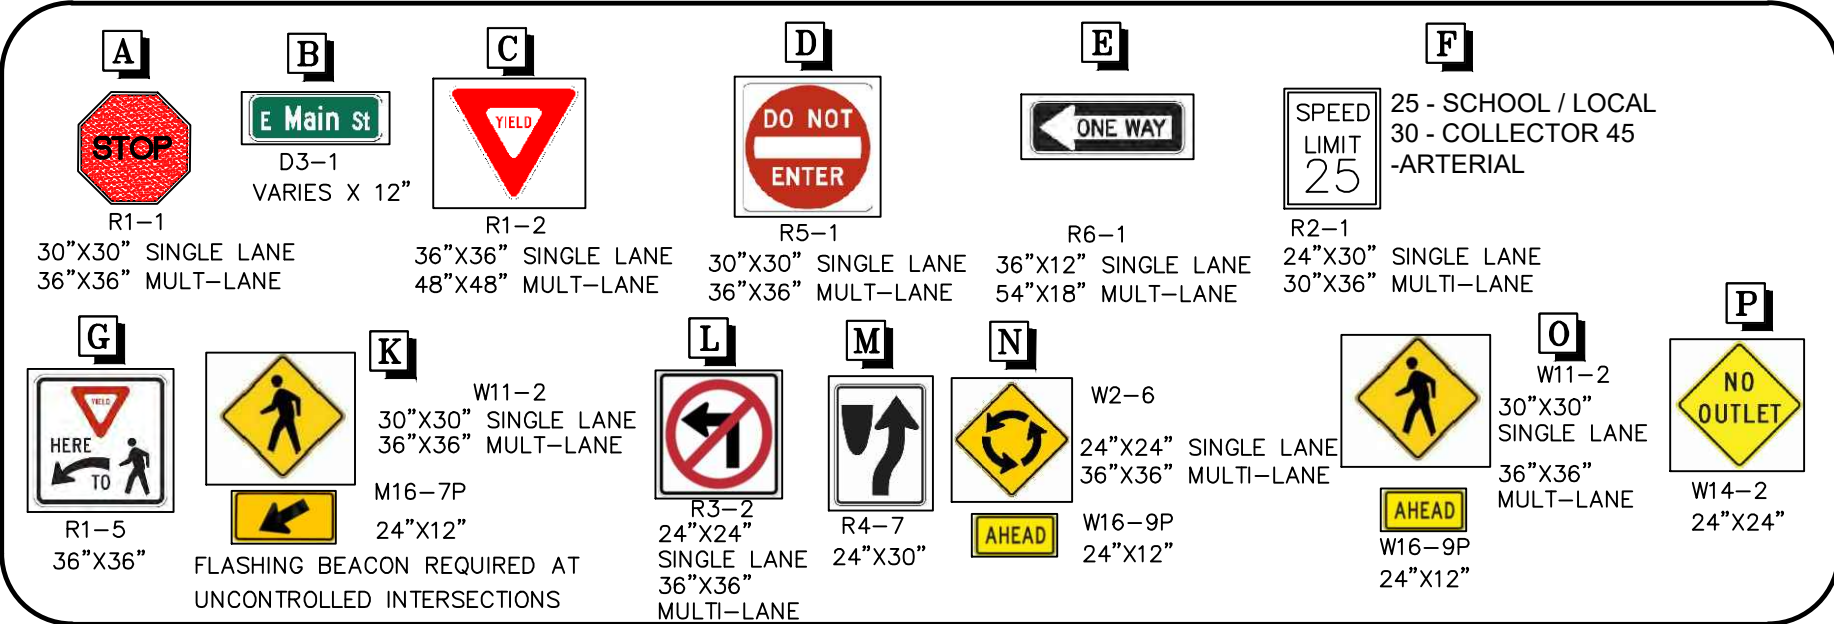 A
STOP
R1-1
30"X30" SINGLE LANE
36"X36" MULT-LANE
B
E Main St
D3-1
VARIES X 12"
C
YIELD
R1-2
36"X36" SINGLE LANE
48"X48" MULT-LANE
D
DO NOT
ENTER
R5-1
30"X30" SINGLE LANE
36"X36" MULT-LANE
E
ONE WAY
R6-1
36"X12" SINGLE LANE
54"X18" MULT-LANE
F
SPEED
LIMIT
25
25 - SCHOOL / LOCAL
30 - COLLECTOR 45
-ARTERIAL
R2-1
24"X30" SINGLE LANE
30"X36" MULTI-LANE
G
YIELD
HERE
TO
R1-5
36"X36"
K
W11-2
30"X30" SINGLE LANE
36"X36" MULT-LANE
M16-7P
24"X12"
FLASHING BEACON REQUIRED AT
UNCONTROLLED INTERSECTIONS
L
R3-2
24"X24"
SINGLE LANE
36"X36"
MULTI-LANE
M
R4-7
24"X30"
N
W2-6
24"X24" SINGLE LANE
36"X36" MULTI-LANE
AHEAD
W16-9P
24"X12"
O
W11-2
30"X30"
SINGLE LANE
36"X36"
MULT-LANE
AHEAD
W16-9P
24"X12"
P
NO
OUTLET
W14-2
24"X24"